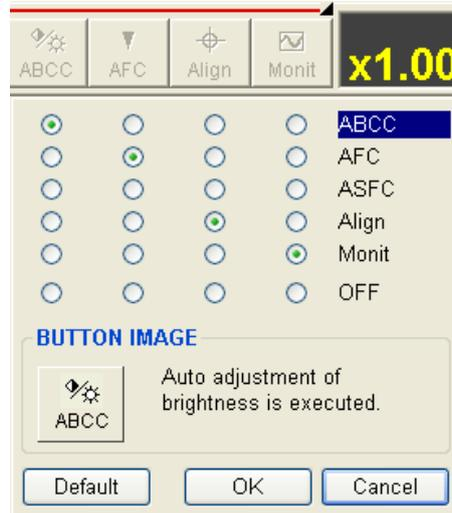 ABCC AFC Align Monit x1.00
ABCC
AFC
ASFC
Align
Monit
OFF
BUTTON IMAGE
ABCC
Auto adjustment of
brightness is executed.
Default OK Cancel